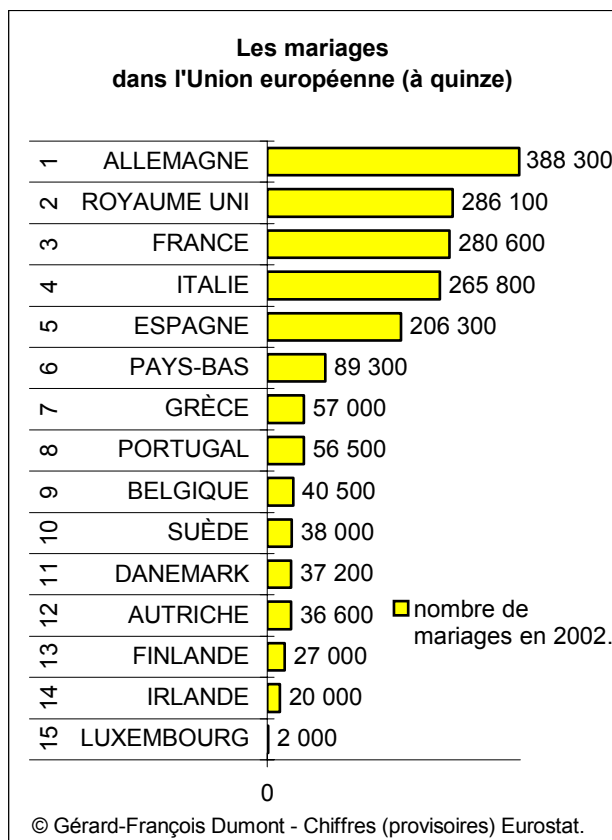 Les mariages
dans l'Union européenne (à quinze)
1 ALLEMAGNE 388 300
2 ROYAUME UNI 286 100
3 FRANCE 280 600
4 ITALIE 265 800
5 ESPAGNE 206 300
6 PAYS-BAS 89 300
7 GRÈCE 57 000
8 PORTUGAL 56 500
9 BELGIQUE 40 500
10 SUÈDE 38 000
11 DANEMARK 37 200
12 AUTRICHE 36 600
nombre de
mariages en 2002.
13 FINLANDE 27 000
14 IRLANDE 20 000
15 LUXEMBOURG 2 000
0
© Gérard-François Dumont - Chiffres (provisoires) Eurostat.